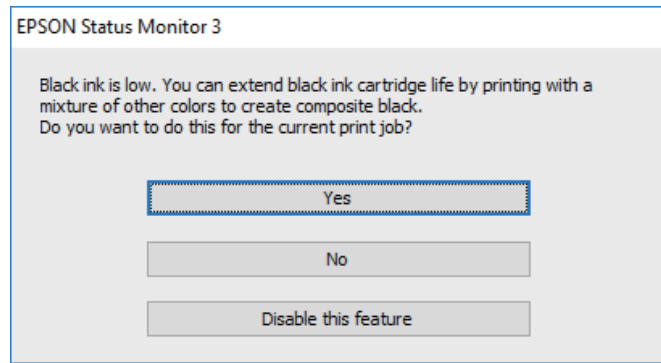 EPSON Status Monitor 3
Black ink is low. You can extend black ink cartridge life by printing with a
mixture of other colors to create composite black.
Do you want to do this for the current print job?
Yes
No
Disable this feature